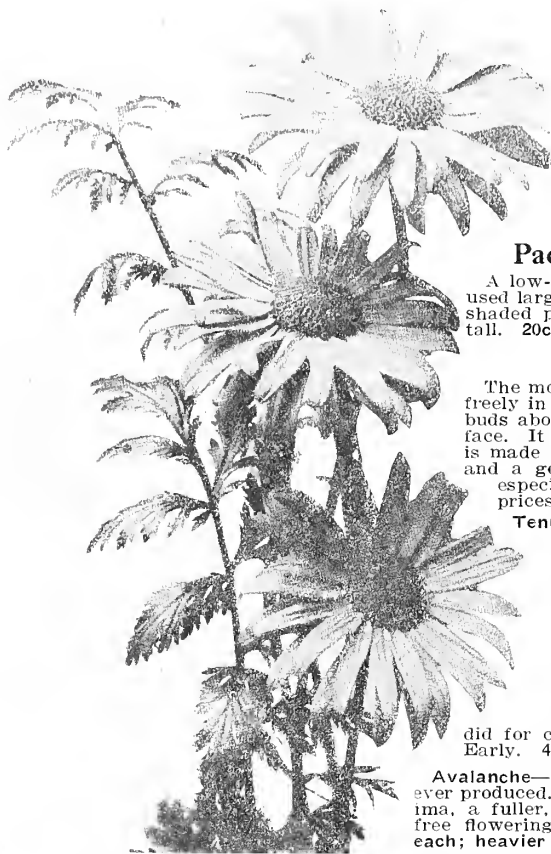 Pac
A low-
used larg
shaded p
tall. 20c
The mo
freely in
buds abo
face. It
is made
and a ge
especi
prices
Ten
did for c
Early. 4
Avalanche—
ever produced.
ima, a fuller,
free flowering
each; heavier